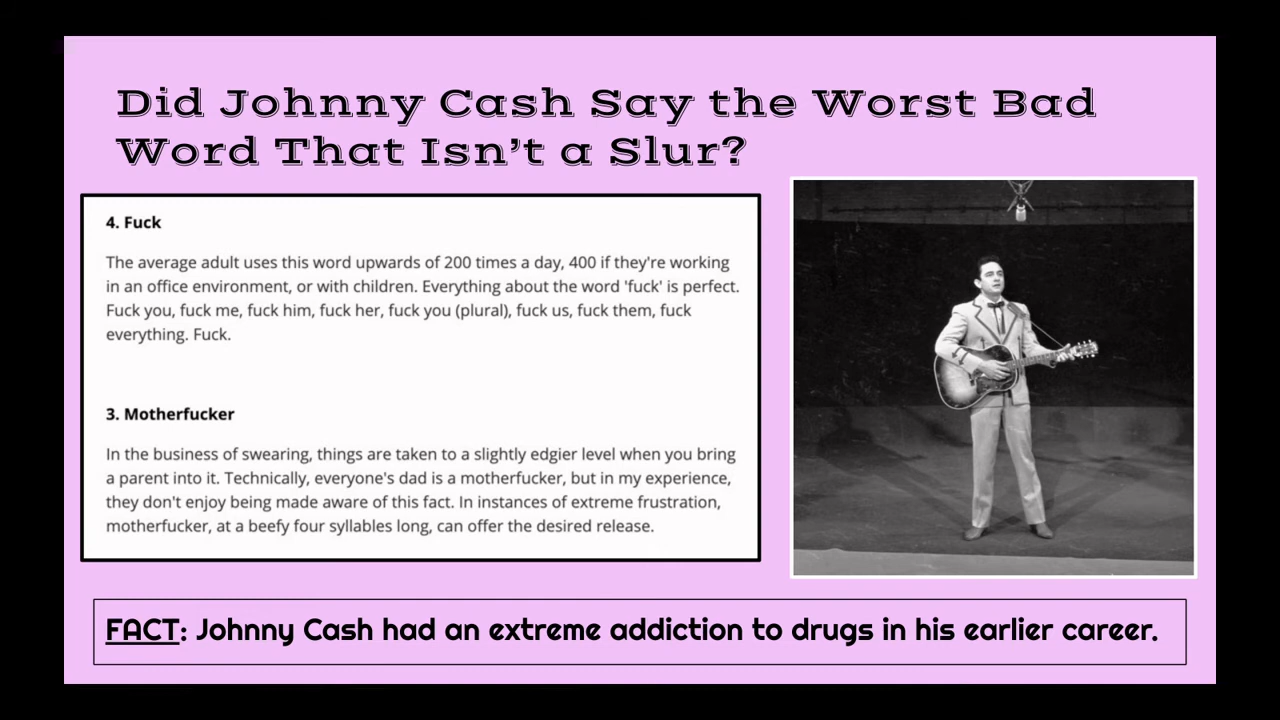 Did Johnny Cash Say the Worst Bad
Word That Isn't a Slur?
4. Fuck
The average adult uses this word upwards of 200 times a day, 400 if they're working
in an office environment, or with children. Everything about the word 'fuck' is perfect.
Fuck you, fuck me, fuck him, fuck her, fuck you (plural), fuck us, fuck them, fuck
everything. Fuck.
3. Motherfucker
In the business of swearing, things are taken to a slightly edgier level when you bring
a parent into it. Technically, everyone's dad is a motherfucker, but in my experience,
they don't enjoy being made aware of this fact. In instances of extreme frustration,
motherfucker, at a beefy four syllables long, can offer the desired release.
FACT: Johnny Cash had an extreme addiction to drugs in his earlier career.